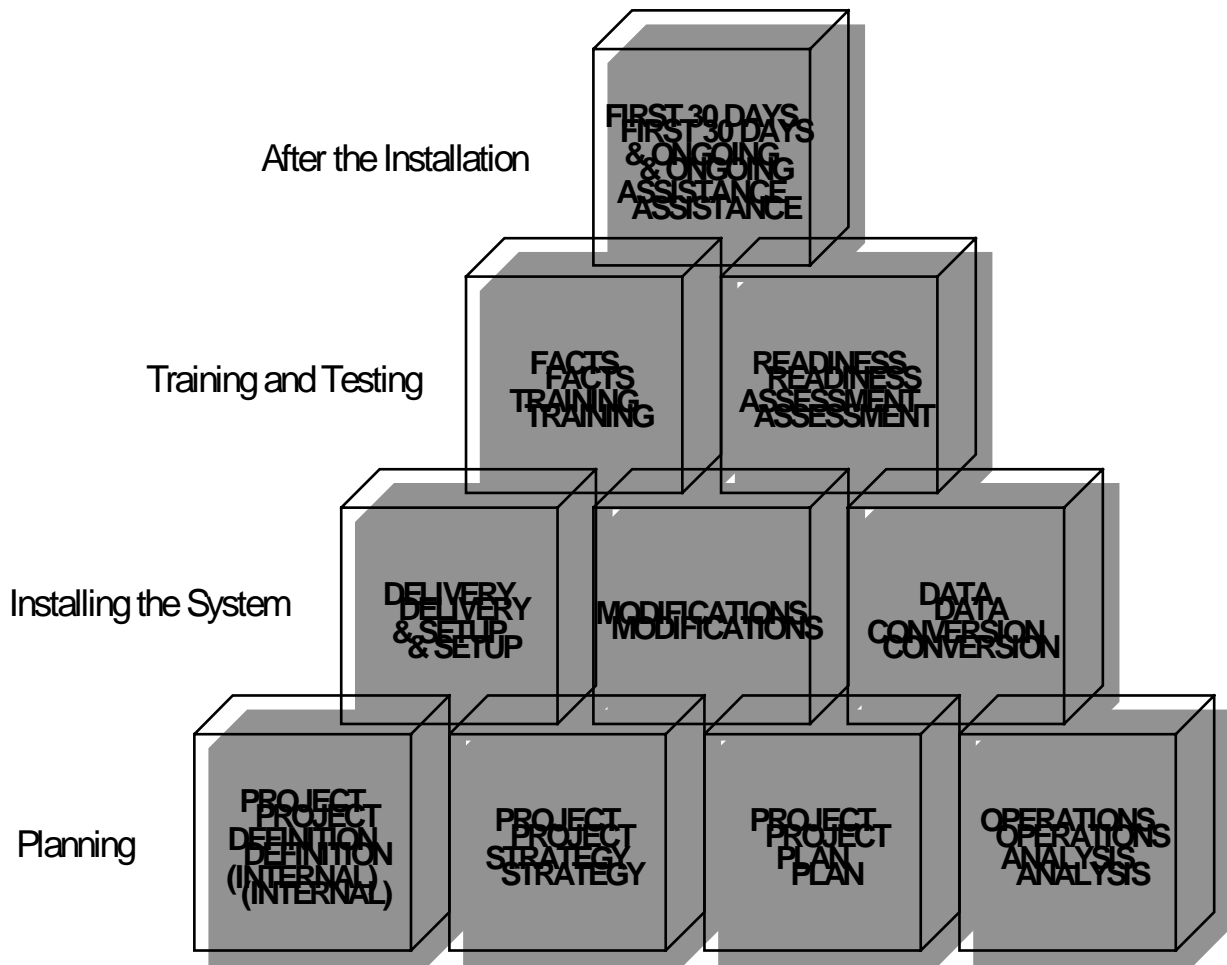 After the Installation
FIRST 30 DAYS
& ONGOING
ASSISTANCE
Training and Testing
FACTS
TRAINING
READINESS
ASSESSMENT
Installing the System
DELIVERY
& SETUP
MODIFICATIONS
DATA
CONVERSION
Planning
PROJECT
DEFINITION
(INTERNAL)
PROJECT
STRATEGY
PROJECT
PLAN
OPERATIONS
ANALYSIS